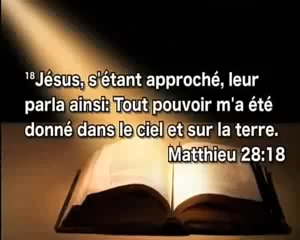 18Jésus, s'étant approché, leur
parla ainsi: Tout pouvoir m'a été
donné dans le ciel et sur la terre.
Matthieu 28:18